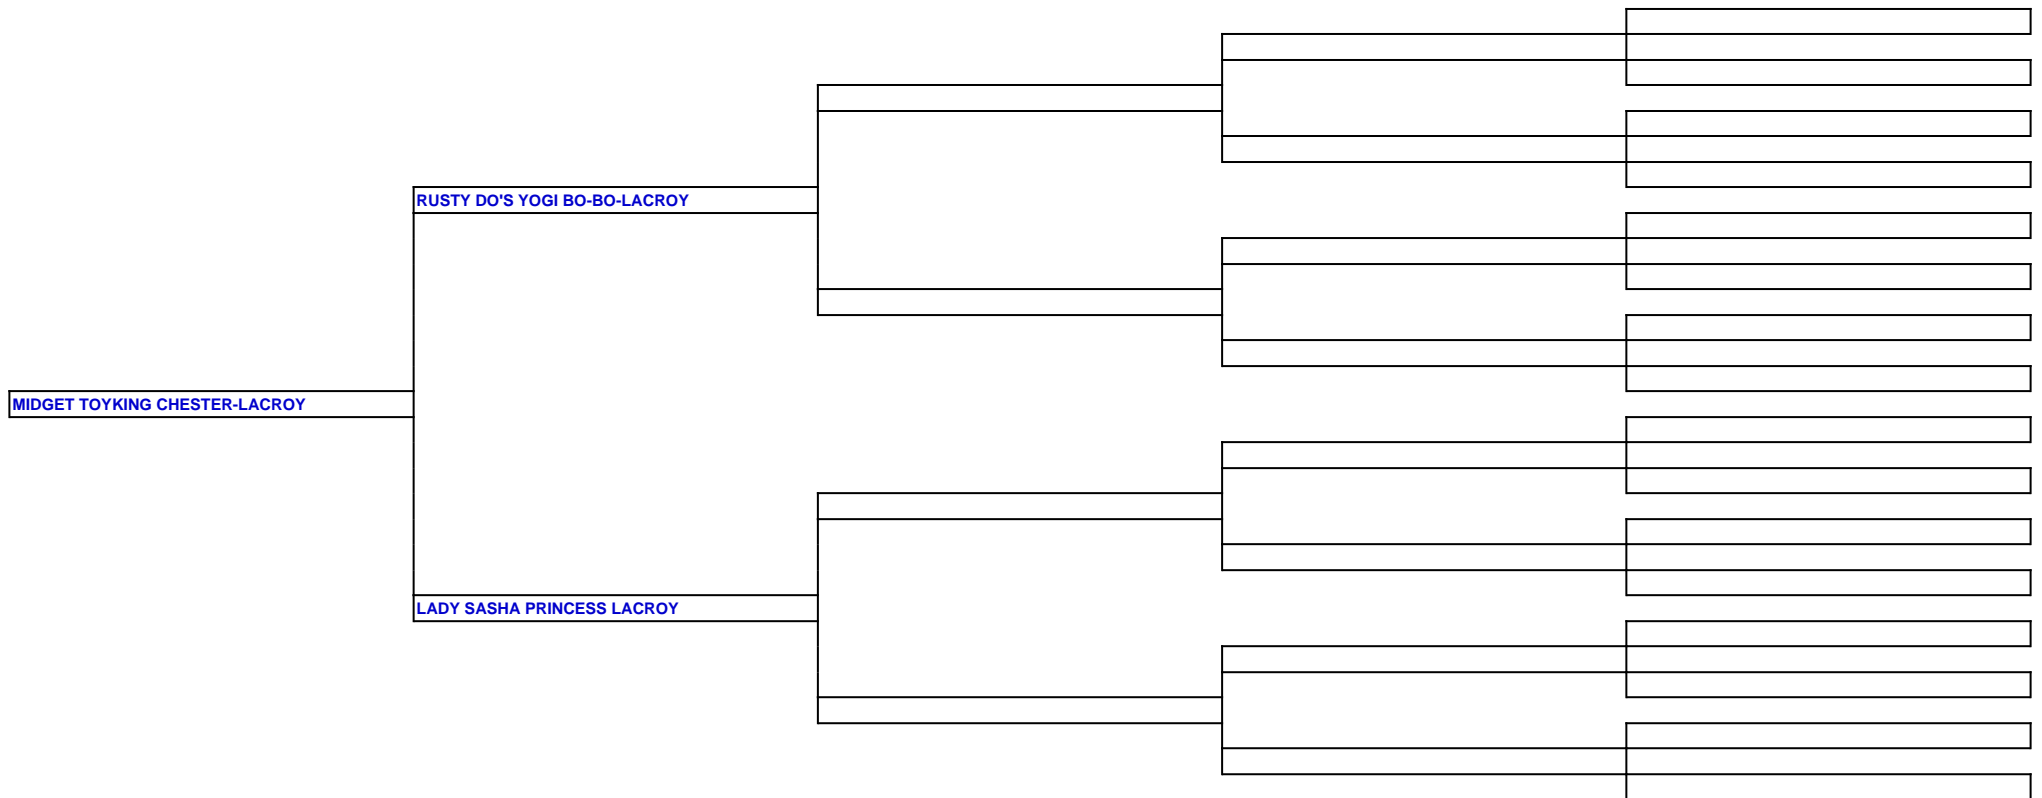 RUSTY DO'S YOGI BO-BO-LACROY
MIDGET TOYKING CHESTER-LACROY
LADY SASHA PRINCESS LACROY